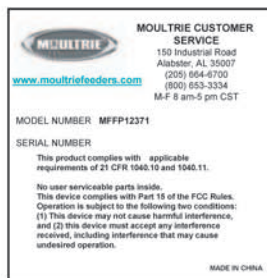 MOULTRIE
MOULTRIE CUSTOMER
SERVICE
150 Industrial Road
Alabster, AL 35007
(205) 664-6700
(800) 653-3334
M-F 8 am-5 pm CST
www.moultriefeeders.com
MODEL NUMBER MFFP12371
SERIAL NUMBER
This product complies with applicable
requirements of 21 CFR 1040.10 and 1040.11.
No user serviceable parts inside.
This device complies with Part 15 of the FCC Rules.
Operation is subject to the following two conditions:
(1) This device may not cause harmful interference,
and (2) this device must accept any interference
received, including interference that may cause
undesired operation.
MADE IN CHINA